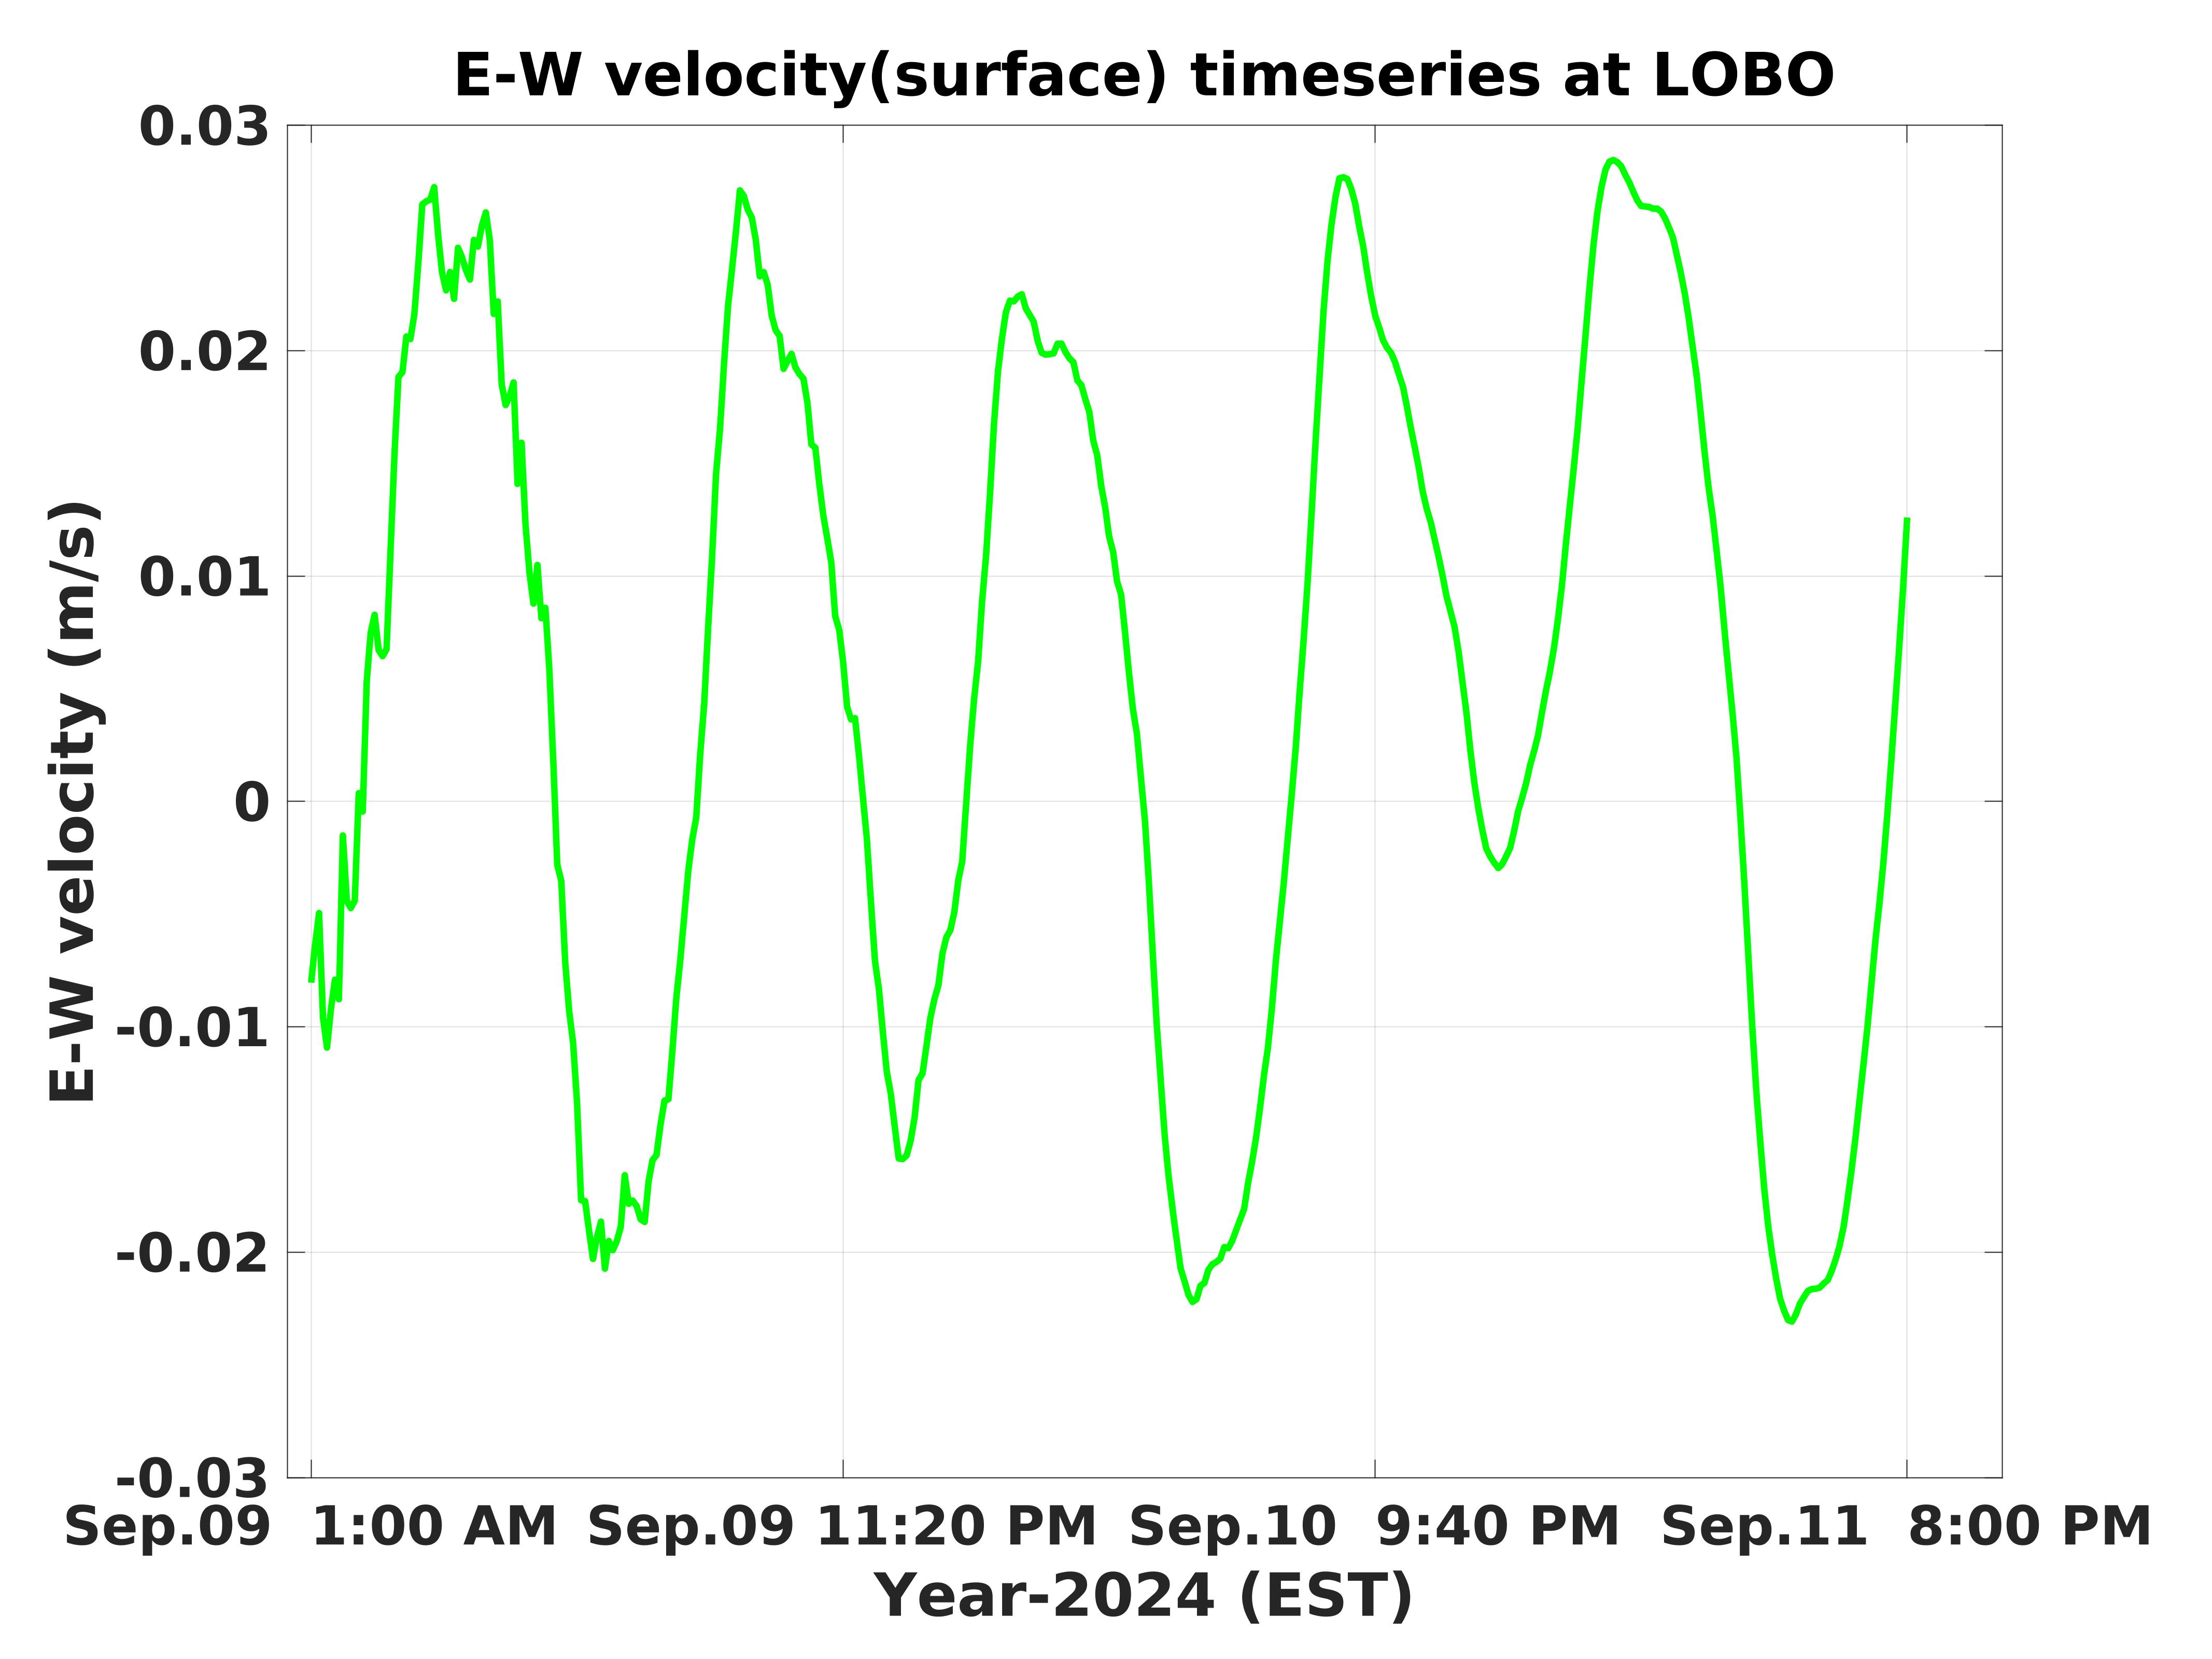 E-W velocity(surface) timeseries at LOBO
E-W velocity (m/s)
0.03
0.02
0.01
0
-0.01
-0.02
-0.03
Sep.09 1:00 AM Sep.09 11:20 PM Sep.10 9:40 PM Sep.11 8:00 PM
Year-2024 (EST)